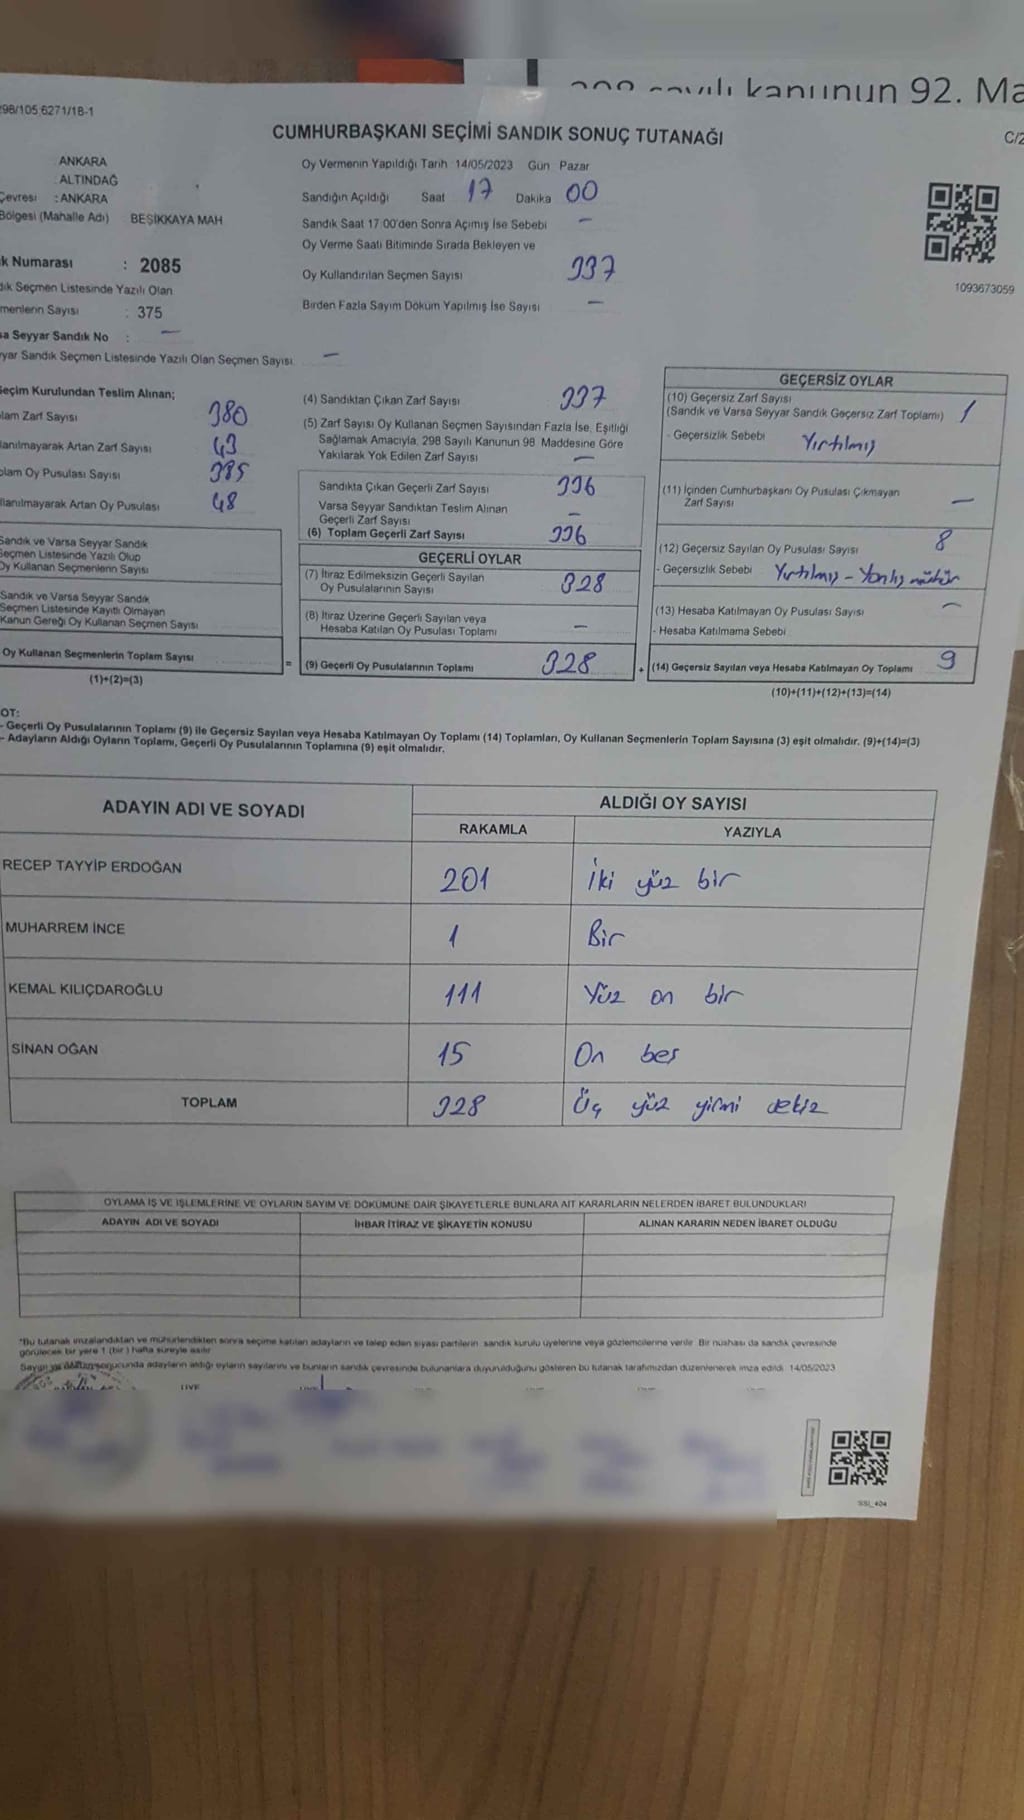 298 sayılı kanunun 92. Ma
298/105.6271/1B-1
CUMHURBAŞKANI SEÇİMİ SANDIK SONUÇ TUTANAĞI
C/2
: ANKARA
: ALTINDAĞ
Çevresi : ANKARA
Bölgesi (Mahalle Adı) BEŞİKKAYA MAH
k Numarası : 2085
dık Seçmen Listesinde Yazılı Olan
menlerin Sayısı : 375
sa Seyyar Sandık No : —
yyar Sandık Seçmen Listesinde Yazılı Olan Seçmen Sayısı —
Oy Vermenin Yapıldığı Tarih 14/05/2023 Gün Pazar
Sandığın Açıldığı Saat 17 Dakika 00
Sandık Saat 17:00'den Sonra Açımış İse Sebebi —
Oy Verme Saati Bitiminde Sırada Bekleyen ve
Oy Kullandırılan Seçmen Sayısı 337
Birden Fazla Sayım Döküm Yapılmış İse Sayısı —
1093673059
Seçim Kurulundan Teslim Alınan;
lam Zarf Sayısı 380
lanılmayarak Artan Zarf Sayısı 43
plam Oy Pusulası Sayısı 385
llanılmayarak Artan Oy Pusulası 48
Sandık ve Varsa Seyyar Sandık
Seçmen Listesinde Yazılı Olup
Oy Kullanan Seçmenlerin Sayısı
Sandık ve Varsa Seyyar Sandık
Seçmen Listesinde Kayıtlı Olmayan
Kanun Gereği Oy Kullanan Seçmen Sayısı
Oy Kullanan Seçmenlerin Toplam Sayısı
(1)+(2)=(3)
=
(4) Sandıktan Çıkan Zarf Sayısı 337
(5) Zarf Sayısı Oy Kullanan Seçmen Sayısından Fazla İse, Eşitliği
Sağlamak Amacıyla, 298 Sayılı Kanunun 98. Maddesine Göre
Yakılarak Yok Edilen Zarf Sayısı —
Sandıkta Çıkan Geçerli Zarf Sayısı 336
Varsa Seyyar Sandıktan Teslim Alınan
Geçerli Zarf Sayısı —
(6) Toplam Geçerli Zarf Sayısı 336
GEÇERLİ OYLAR
(7) İtiraz Edilmeksizin Geçerli Sayılan
Oy Pusulalarının Sayısı 328
(8) İtiraz Üzerine Geçerli Sayılan veya
Hesaba Katılan Oy Pusulası Toplamı —
(9) Geçerli Oy Pusulalarının Toplamı 328
+
GEÇERSİZ OYLAR
(10) Geçersiz Zarf Sayısı
(Sandık ve Varsa Seyyar Sandık Geçersiz Zarf Toplamı) 1
- Geçersizlik Sebebi Yırtılmış
(11) İçinden Cumhurbaşkanı Oy Pusulası Çıkmayan
Zarf Sayısı —
(12) Geçersiz Sayılan Oy Pusulası Sayısı 8
- Geçersizlik Sebebi Yırtılmış - Yanlış mühür
(13) Hesaba Katılmayan Oy Pusulası Sayısı —
- Hesaba Katılmama Sebebi
(14) Geçersiz Sayılan veya Hesaba Katılmayan Oy Toplamı 9
(10)+(11)+(12)+(13)=(14)
OT:
- Geçerli Oy Pusulalarının Toplamı (9) ile Geçersiz Sayılan veya Hesaba Katılmayan Oy Toplamı (14) Toplamları, Oy Kullanan Seçmenlerin Toplam Sayısına (3) eşit olmalıdır. (9)+(14)=(3)
- Adayların Aldığı Oyların Toplamı, Geçerli Oy Pusulalarının Toplamına (9) eşit olmalıdır.
ADAYIN ADI VE SOYADI
ALDIĞI OY SAYISI
RAKAMLA YAZIYLA
RECEP TAYYİP ERDOĞAN 201 İki yüz bir
MUHARREM İNCE 1 Bir
KEMAL KILIÇDAROĞLU 111 Yüz on bir
SİNAN OĞAN 15 On beş
TOPLAM 328 Üç yüz yirmi sekiz
OYLAMA İŞ VE İŞLEMLERİNE VE OYLARIN SAYIM VE DÖKÜMÜNE DAİR ŞİKAYETLERLE BUNLARA AİT KARARLARIN NELERDEN İBARET BULUNDUKLARI
ADAYIN ADI VE SOYADI İHBAR İTİRAZ VE ŞİKAYETİN KONUSU ALINAN KARARIN NEDEN İBARET OLDUĞU
*Bu tutanak imzalandıktan ve mühürlendikten sonra seçime katılan adayların ve talep eden siyasi partilerin sandık kurulu üyelerine veya gözlemcilerine verilir. Bir nüshası da sandık çevresinde
görülecek bir yere 1 (bir ) hafta süreyle asılır.
Sayım ve döküm sonucunda adayların aldığı oyların sayılarını ve bunların sandık çevresinde bulunanlara duyurulduğunu gösteren bu tutanak tarafımızdan düzenlenerek imza edildi. 14/05/2023
SSI_404